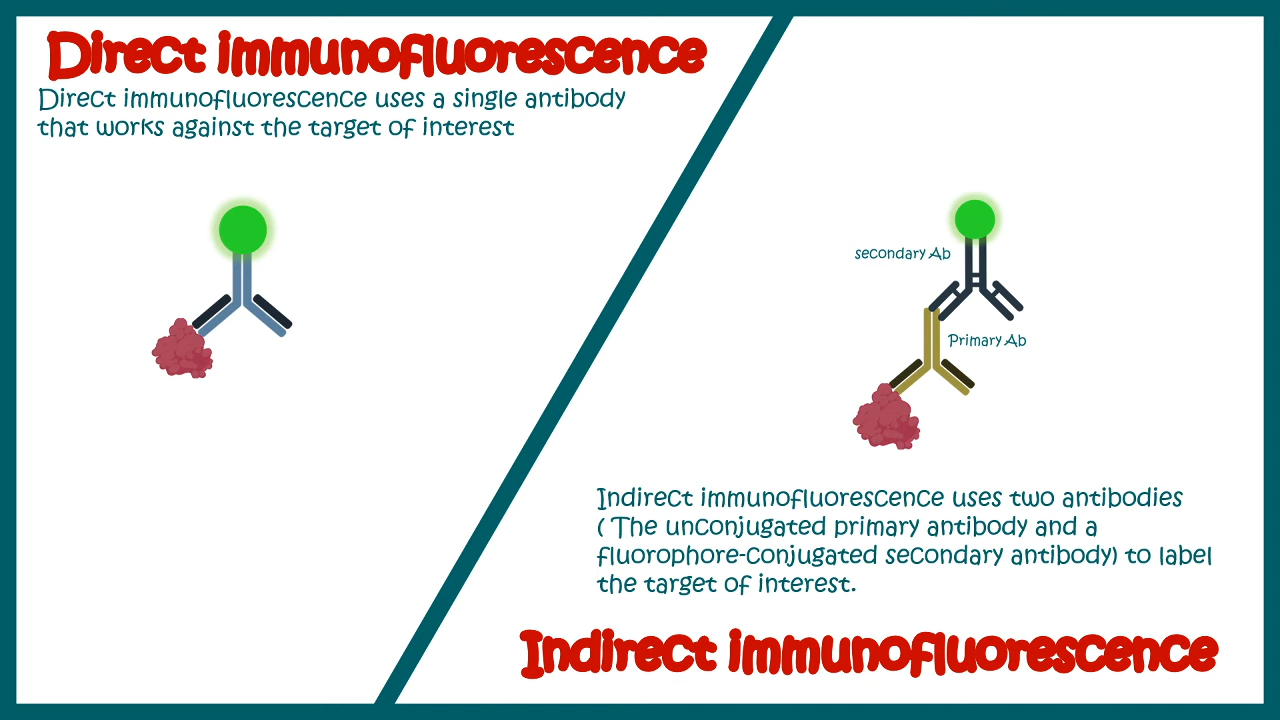 Direct immunofluorescence
Direct immunofluorescence uses a single antibody
that works against the target of interest
secondary Ab
Primary Ab
Indirect immunofluorescence uses two antibodies
( The unconjugated primary antibody and a
fluorophore-conjugated secondary antibody) to label
the target of interest.
Indirect immunofluorescence